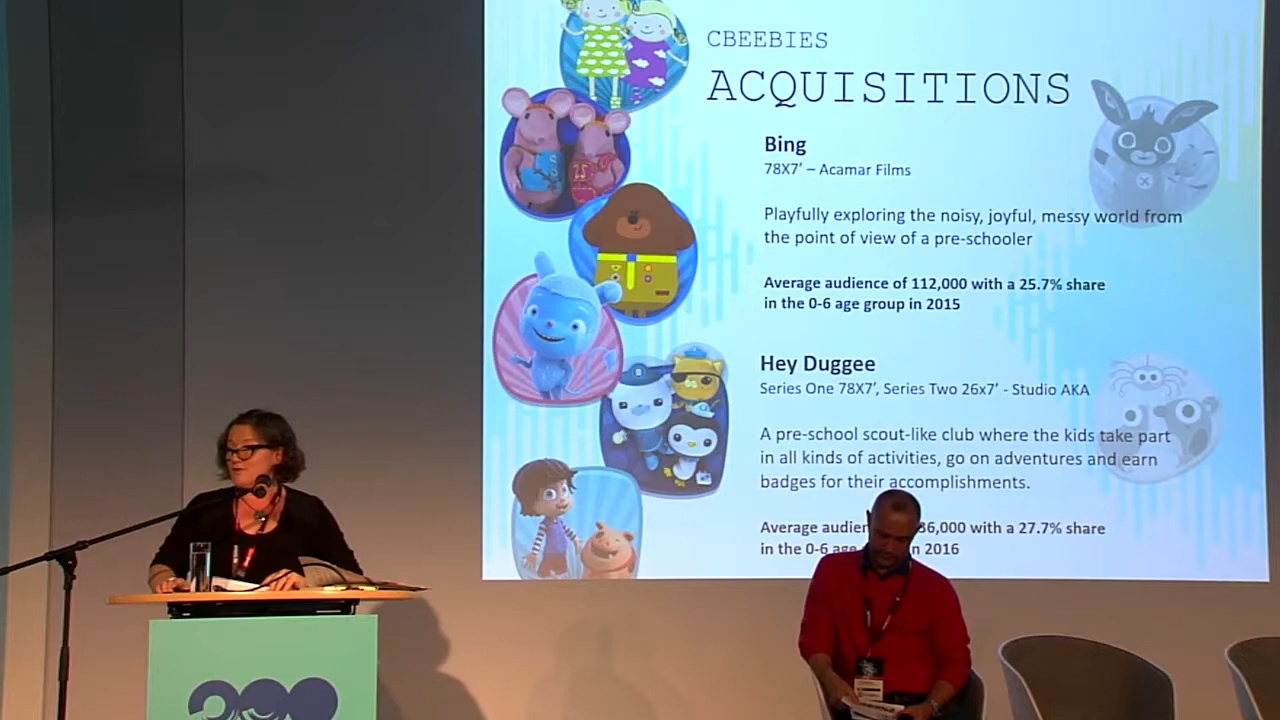 CBEEBIES
ACQUISITIONS
Bing
78X7’ – Acamar Films
Playfully exploring the noisy, joyful, messy world from
the point of view of a pre-schooler
Average audience of 112,000 with a 25.7% share
in the 0-6 age group in 2015
Hey Duggee
Series One 78X7’, Series Two 26x7’ - Studio AKA
A pre-school scout-like club where the kids take part
in all kinds of activities, go on adventures and earn
badges for their accomplishments.
Average with a 27.7% share
in the 0-6 in 2016